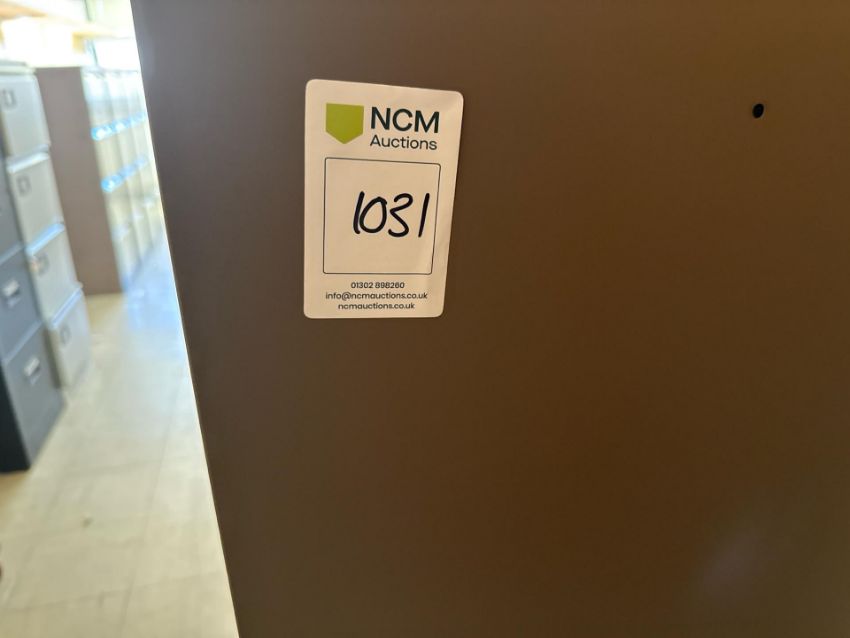 NCM
Auctions
1031
01302 898260
info@ncmauctions.co.uk
ncmauctions.co.uk